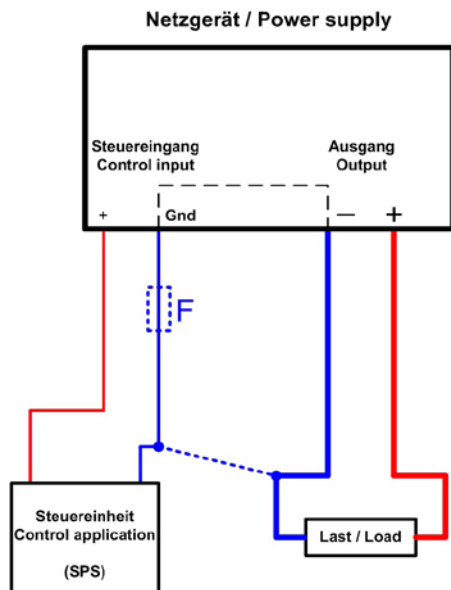 Netzgerät / Power supply
Steuereingang
Control input
Ausgang
Output
+
Gnd
—
+
F
Steuereinheit
Control application
(SPS)
Last / Load